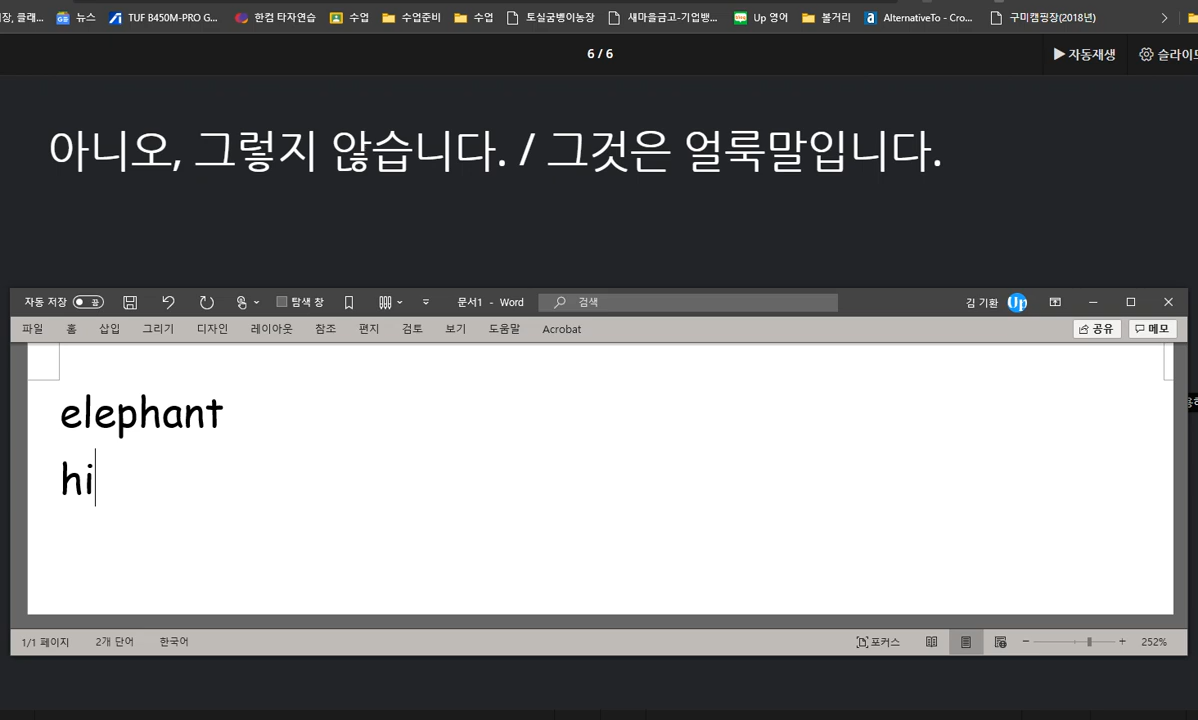 장, 클래... 뉴스 TUF B450M-PRO G... 한컴 타자연습 수업 수업준비 수업 토실굼뱅이농장 새마을금고-기업뱅... Up 영어 볼거리 AlternativeTo - Cro... 구미캠핑장(2018년)
6 / 6 자동재생 슬라이드
아니오, 그렇지 않습니다. / 그것은 얼룩말입니다.
자동 저장 끔 탐색 창 문서1 - Word 검색 김 기환 Up
파일 홈 삽입 그리기 디자인 레이아웃 참조 편지 검토 보기 도움말 Acrobat 공유 메모
elephant
hi
1/1 페이지 2개 단어 한국어 포커스 252%